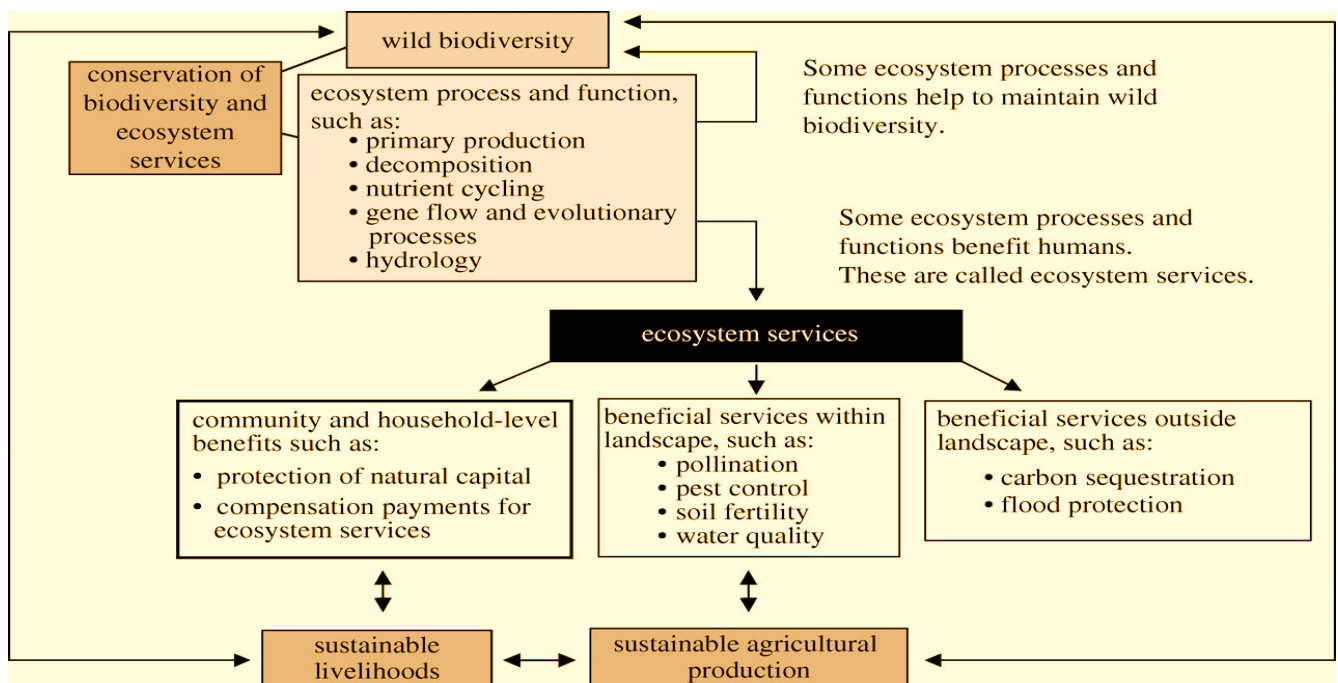 wild biodiversity
conservation of
biodiversity and
ecosystem
services
ecosystem process and function,
such as:
• primary production
• decomposition
• nutrient cycling
• gene flow and evolutionary
processes
• hydrology
Some ecosystem processes and
functions help to maintain wild
biodiversity.
Some ecosystem processes and
functions benefit humans.
These are called ecosystem services.
ecosystem services
community and household-level
benefits such as:
• protection of natural capital
• compensation payments for
ecosystem services
beneficial services within
landscape, such as:
• pollination
• pest control
• soil fertility
• water quality
beneficial services outside
landscape, such as:
• carbon sequestration
• flood protection
sustainable
livelihoods
sustainable agricultural
production